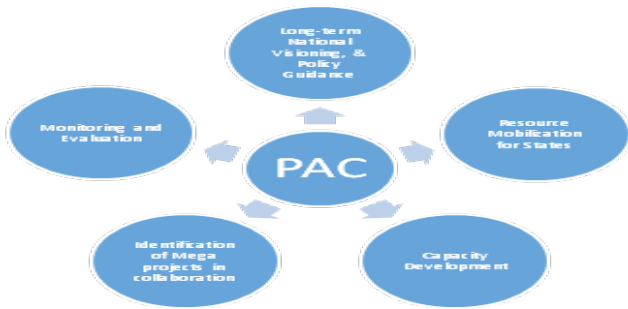 Long-term
National
Visioning, &
Policy
Guidance
Monitoring and
Evaluation
Resource
Mobilization
for States
PAC
Identification
of Mega
projects in
collaboration
Capacity
Development